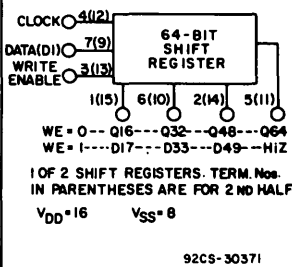 CLOCK 4(12)
DATA(DI) 7(9)
WRITE ENABLE 3(13)
64-BIT
SHIFT
REGISTER
1(15) 6(10) 2(14) 5(11)
WE = 0---Q16---Q32---Q48---Q64
WE = 1----D17---D33---D49---HiZ
1 OF 2 SHIFT REGISTERS. TERM. Nos.
IN PARENTHESES ARE FOR 2 ND HALF
VDD=16 VSS=8
92CS-30371